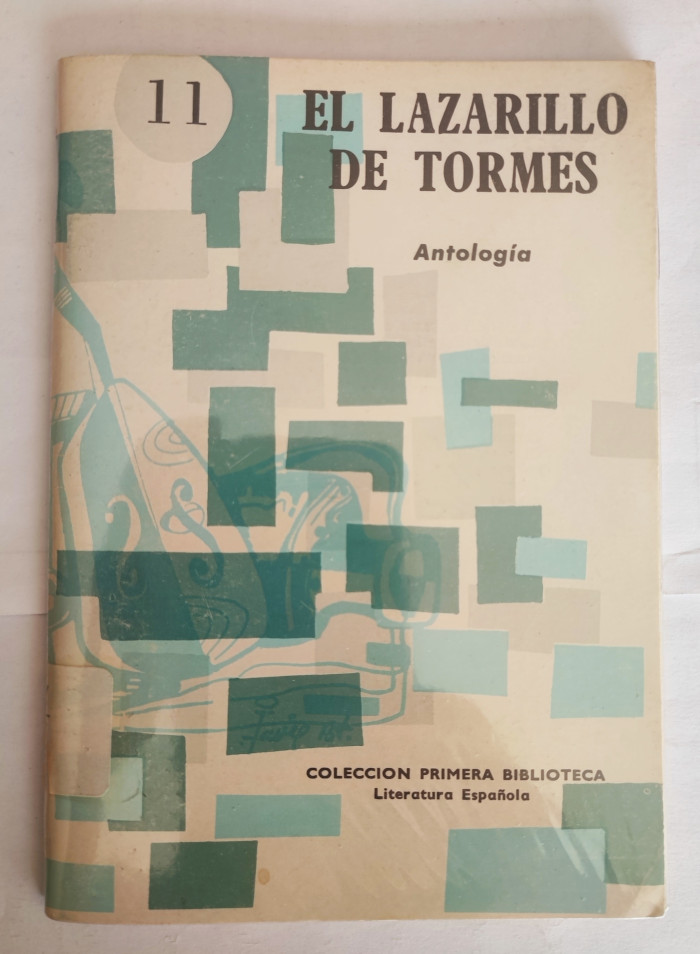 11
EL LAZARILLO
DE TORMES
Antología
COLECCION PRIMERA BIBLIOTECA
Literatura Española